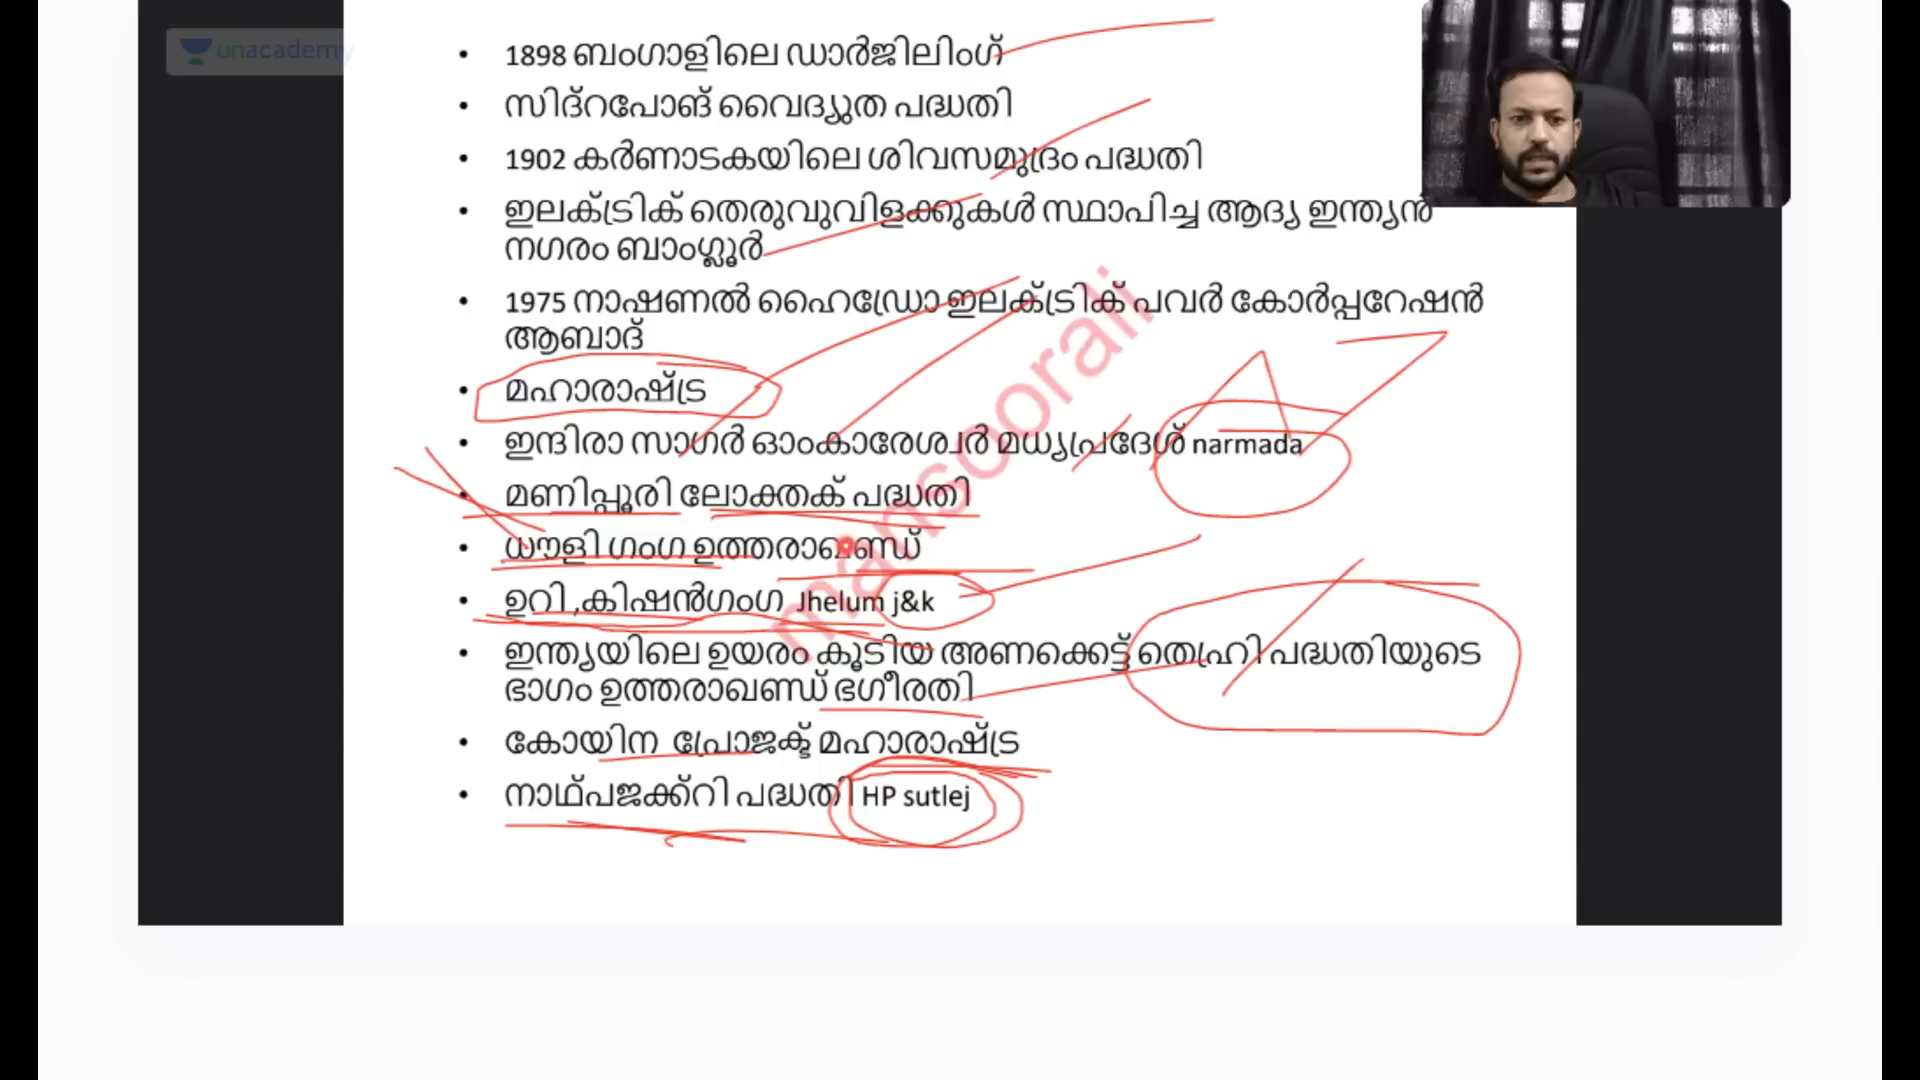 unacademy
• 1898 ബംഗാളിലെ ഡാർജിലിംഗ്
• സിദ്റപോങ് വൈദ്യുത പദ്ധതി
• 1902 കർണാടകയിലെ ശിവസമുദ്രം പദ്ധതി
• ഇലക്ട്രിക് തെരുവുവിളക്കുകൾ സ്ഥാപിച്ച ആദ്യ ഇന്ത്യൻ
നഗരം ബാംഗ്ലൂർ
• 1975 നാഷണൽ ഹൈഡ്രോ ഇലക്ട്രിക് പവർ കോർപ്പറേഷൻ
ആബാദ്
• മഹാരാഷ്ട്ര
• ഇന്ദിരാ സാഗർ ഓംകാരേശ്വർ മധ്യപ്രദേശ് narmada
• മണിപ്പൂരി ലോക്തക് പദ്ധതി
• ധൗളി ഗംഗ ഉത്തരാഖണ്ഡ്
• ഉറി ,കിഷൻഗംഗ Jhelum j&k
• ഇന്ത്യയിലെ ഉയരം കൂടിയ അണക്കെട്ട് തെഹ്രി പദ്ധതിയുടെ
ഭാഗം ഉത്തരാഖണ്ഡ് ഭഗീരതി
• കോയിന പ്രോജക്ട് മഹാരാഷ്ട്ര
• നാഥ്പജക്ക്റി പദ്ധതി HP sutlej
mansoorali